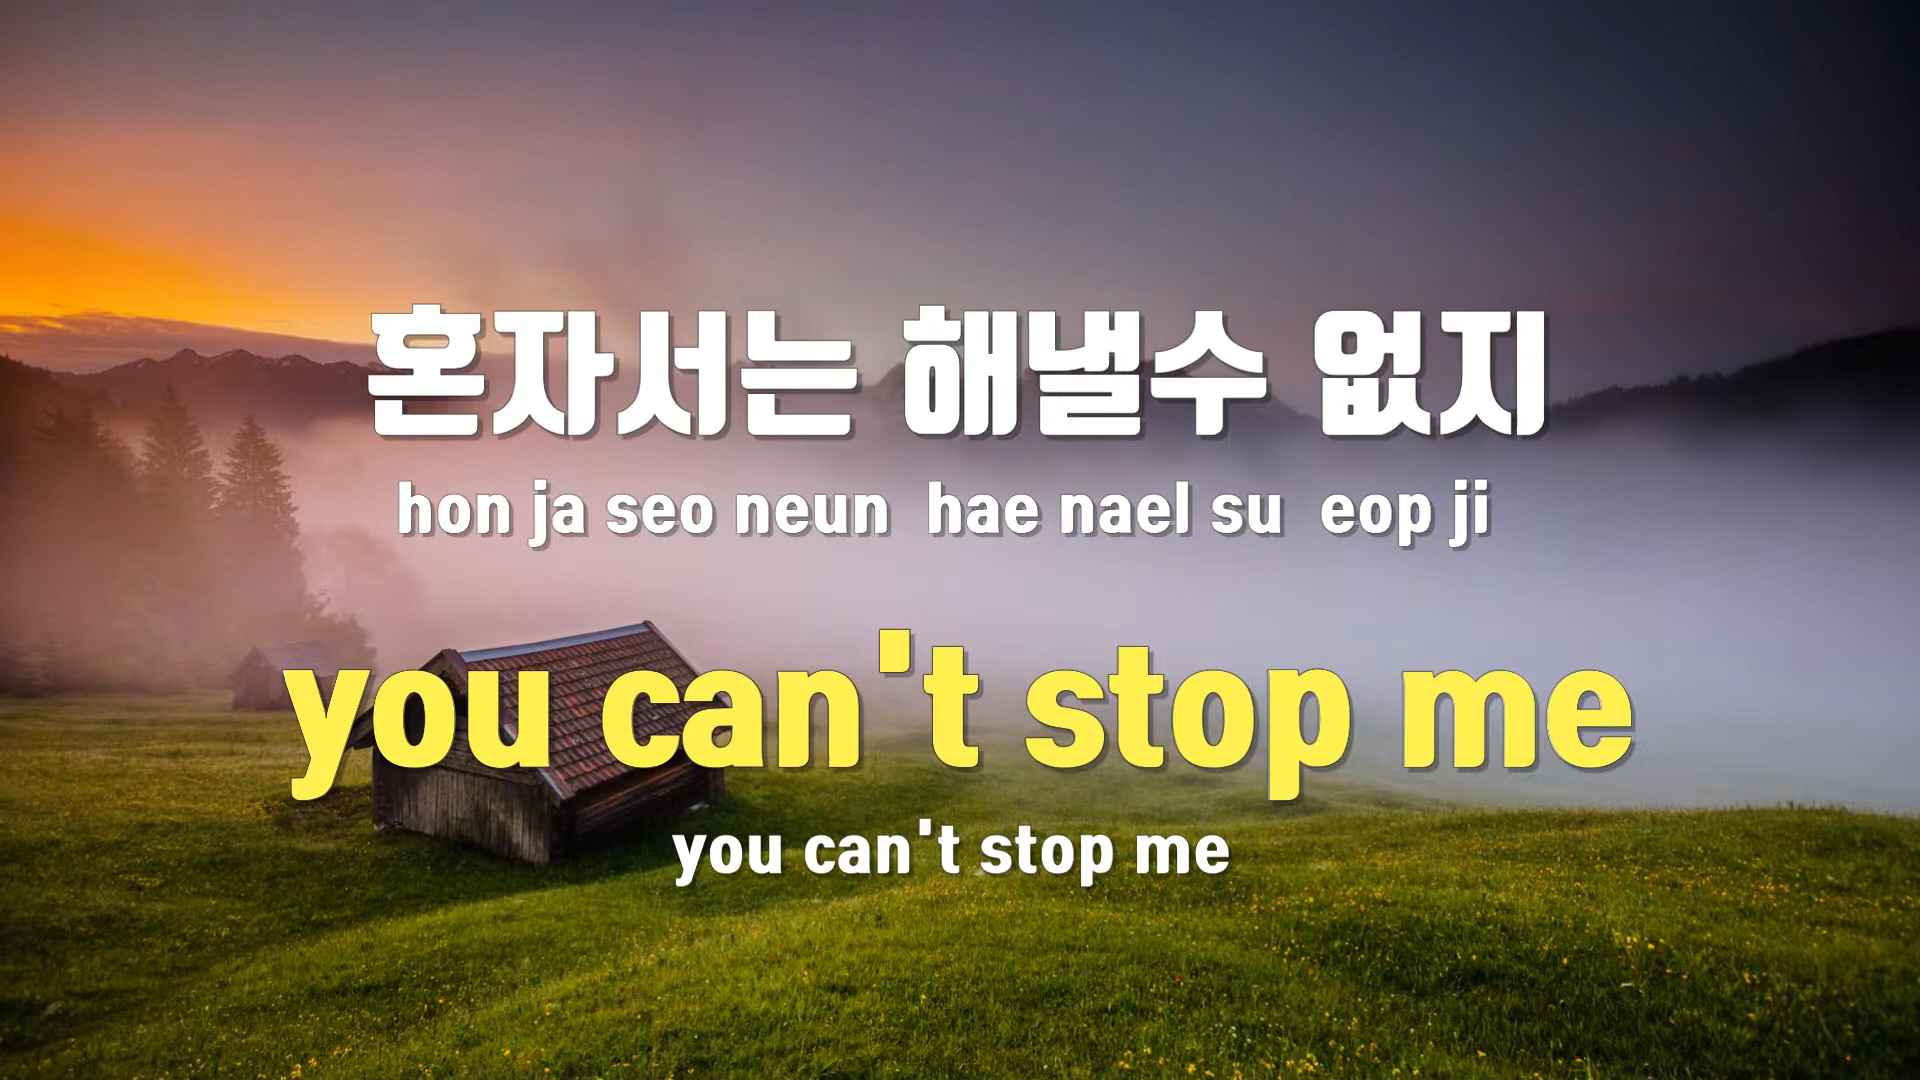 혼자서는 해낼수 없지
hon ja seo neun hae nael su eop ji
you can't stop me
you can't stop me